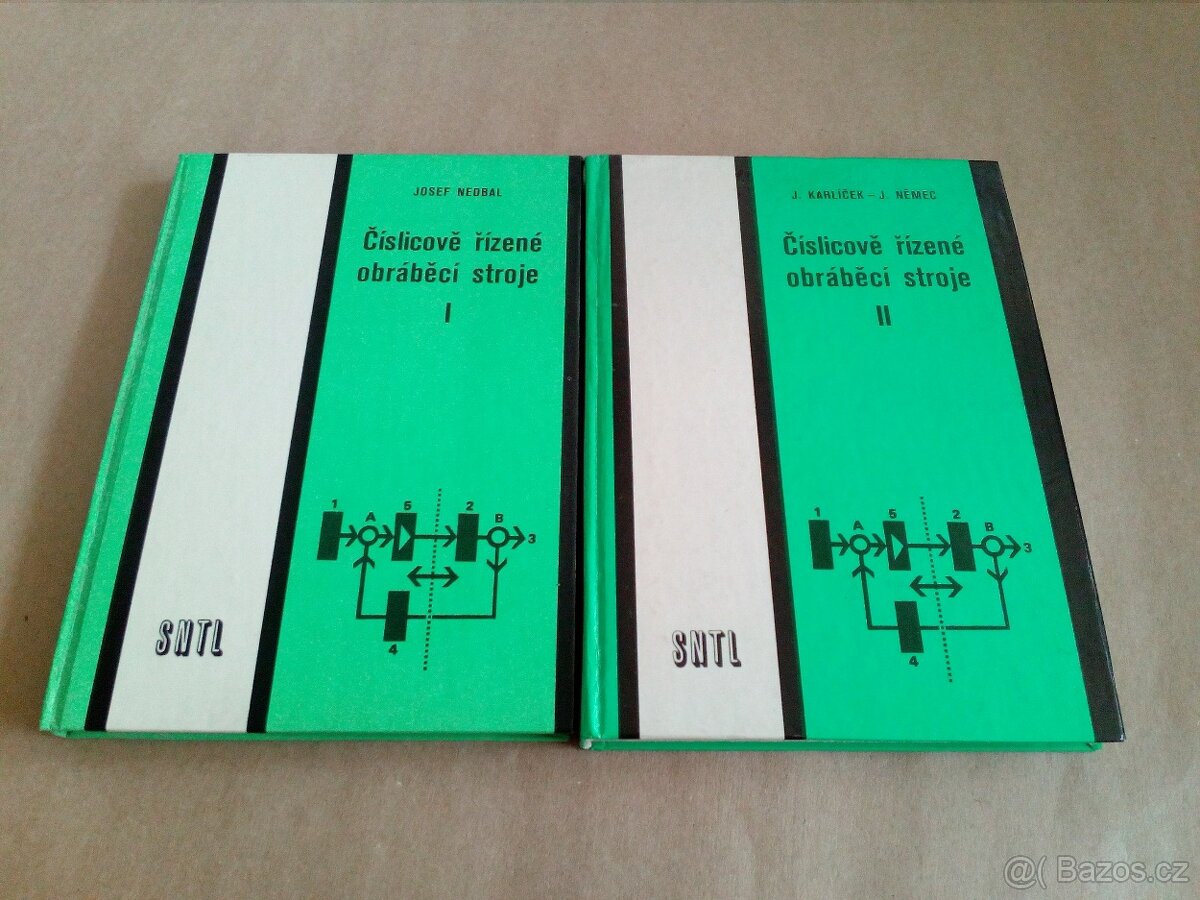 JOSEF NEDBAL
Číslicově řízené
obráběcí stroje
I
1
A
5
2
B
3
4
SNTL
J. KARLÍČEK – J. NĚMEC
Číslicově řízené
obráběcí stroje
II
1
A
5
2
B
3
4
SNTL
@( Bazos.cz